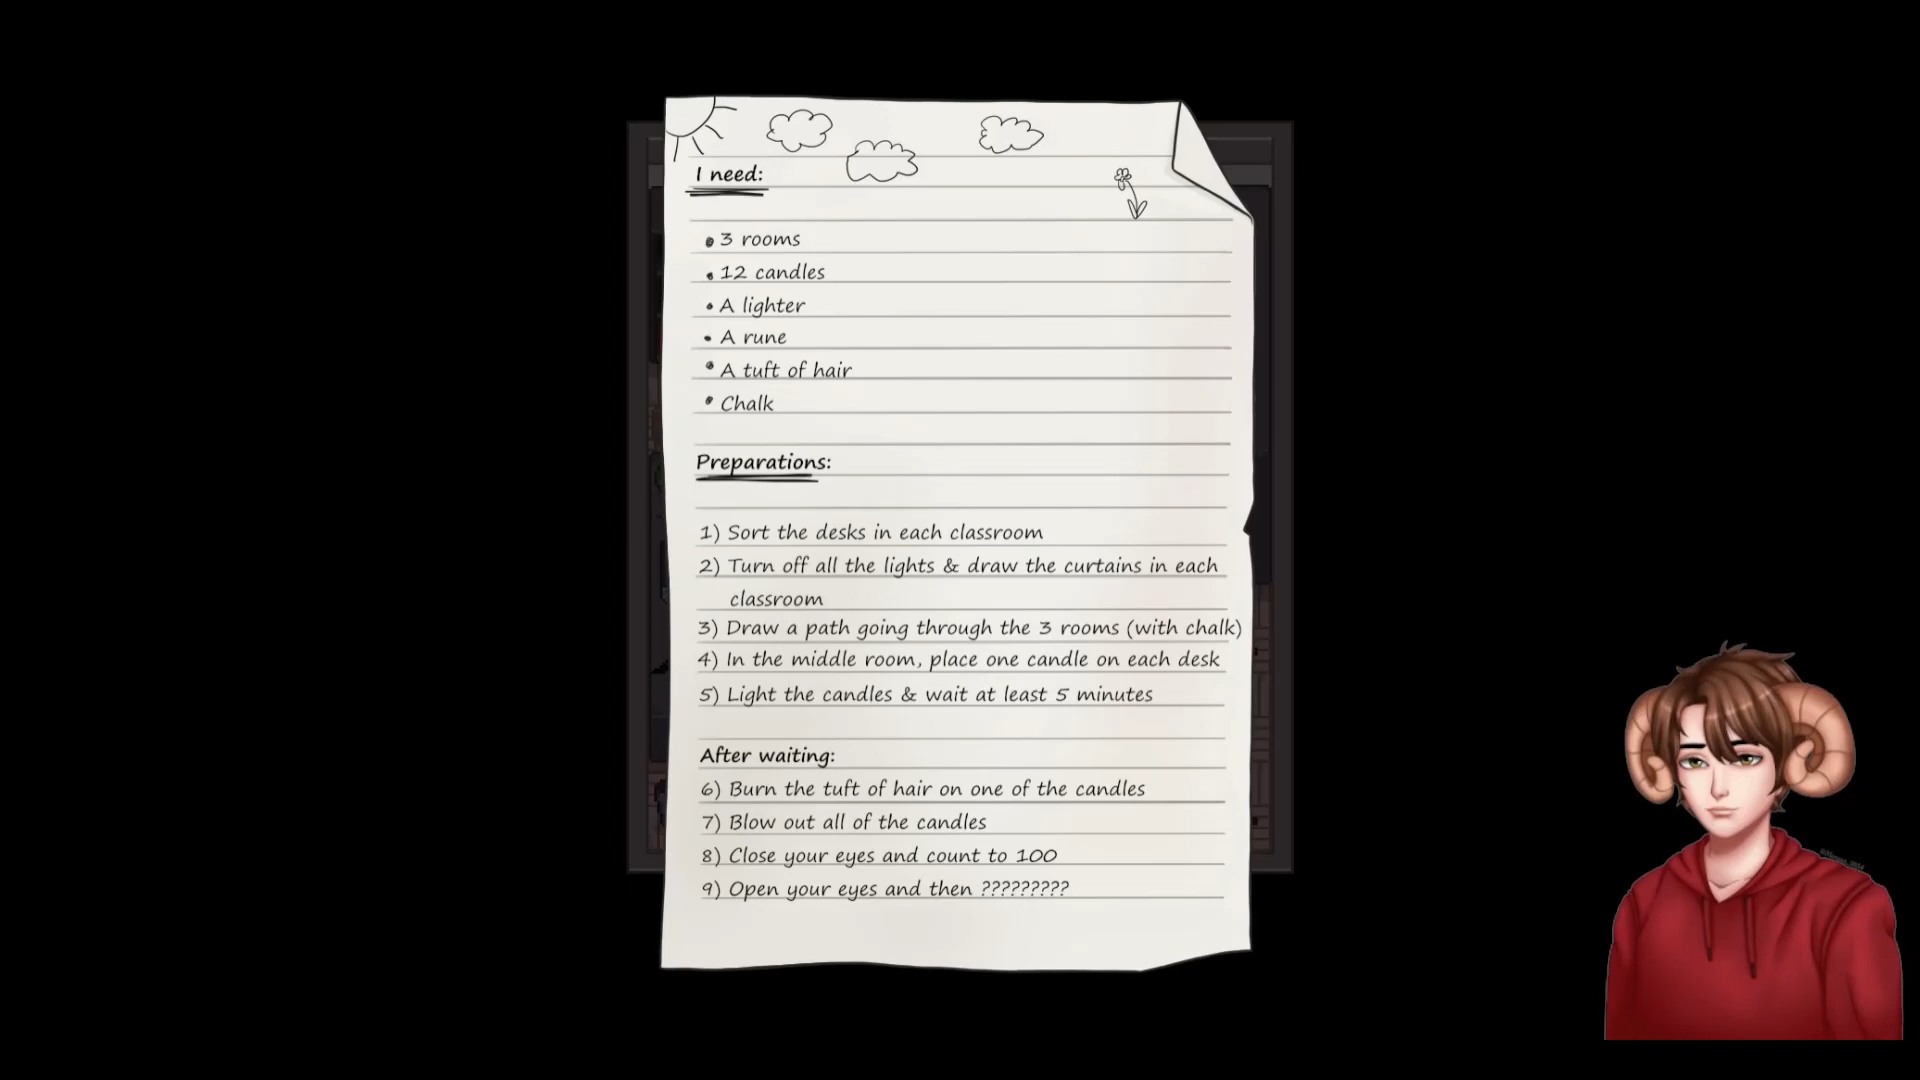 I need:
• 3 rooms
• 12 candles
• A lighter
• A rune
• A tuft of hair
• Chalk
Preparations:
1) Sort the desks in each classroom
2) Turn off all the lights & draw the curtains in each
classroom
3) Draw a path going through the 3 rooms (with chalk)
4) In the middle room, place one candle on each desk
5) Light the candles & wait at least 5 minutes
After waiting:
6) Burn the tuft of hair on one of the candles
7) Blow out all of the candles
8) Close your eyes and count to 100
9) Open your eyes and then ?????????